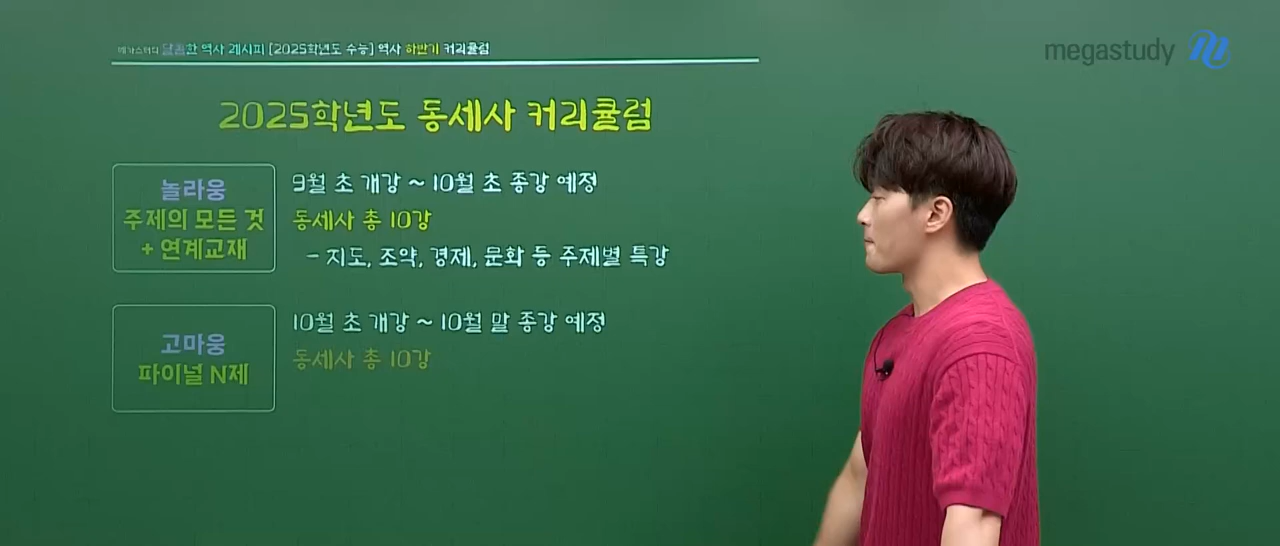 메가스터디 달콤한 역사 레시피 [2025학년도 수능] 역사 하반기 커리큘럼
megastudy
2025학년도 동세사 커리큘럼
놀라움
주제의 모든 것
+ 연계교재
9월 초 개강 ~ 10월 초 종강 예정
동세사 총 10강
- 지도, 조약, 경제, 문화 등 주제별 특강
고마움
파이널 N제
10월 초 개강 ~ 10월 말 종강 예정
동세사 총 10강